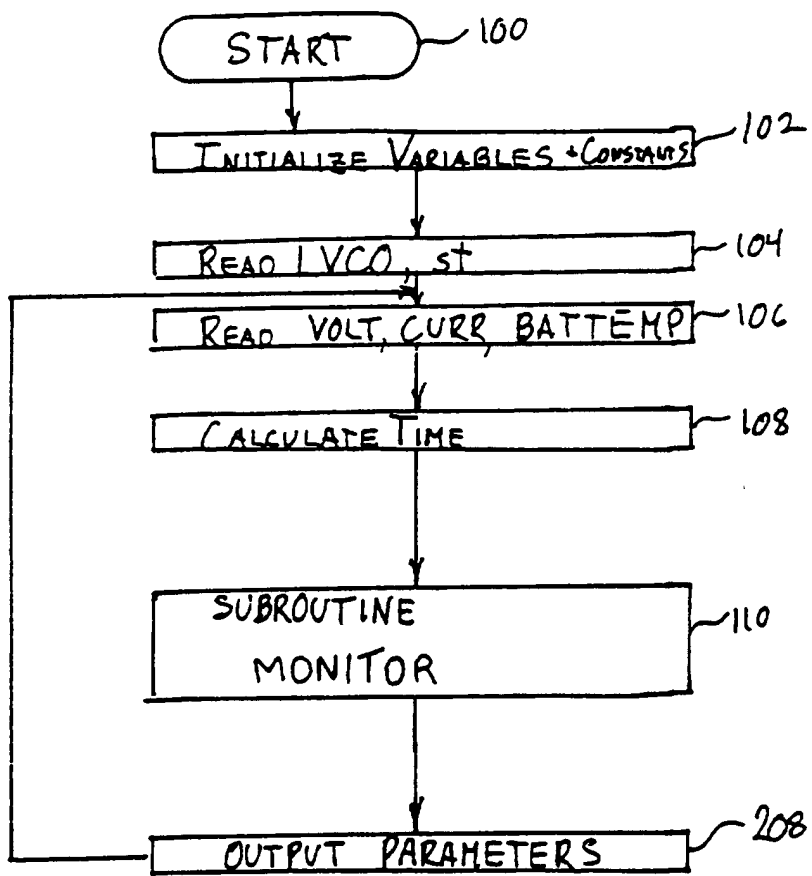 START
100
INITIALIZE VARIABLES + CONSTANTS
102
READ LVCO, st
104
READ VOLT, CURR, BATTEMP
106
CALCULATE TIME
108
SUBROUTINE
MONITOR
110
OUTPUT PARAMETERS
208